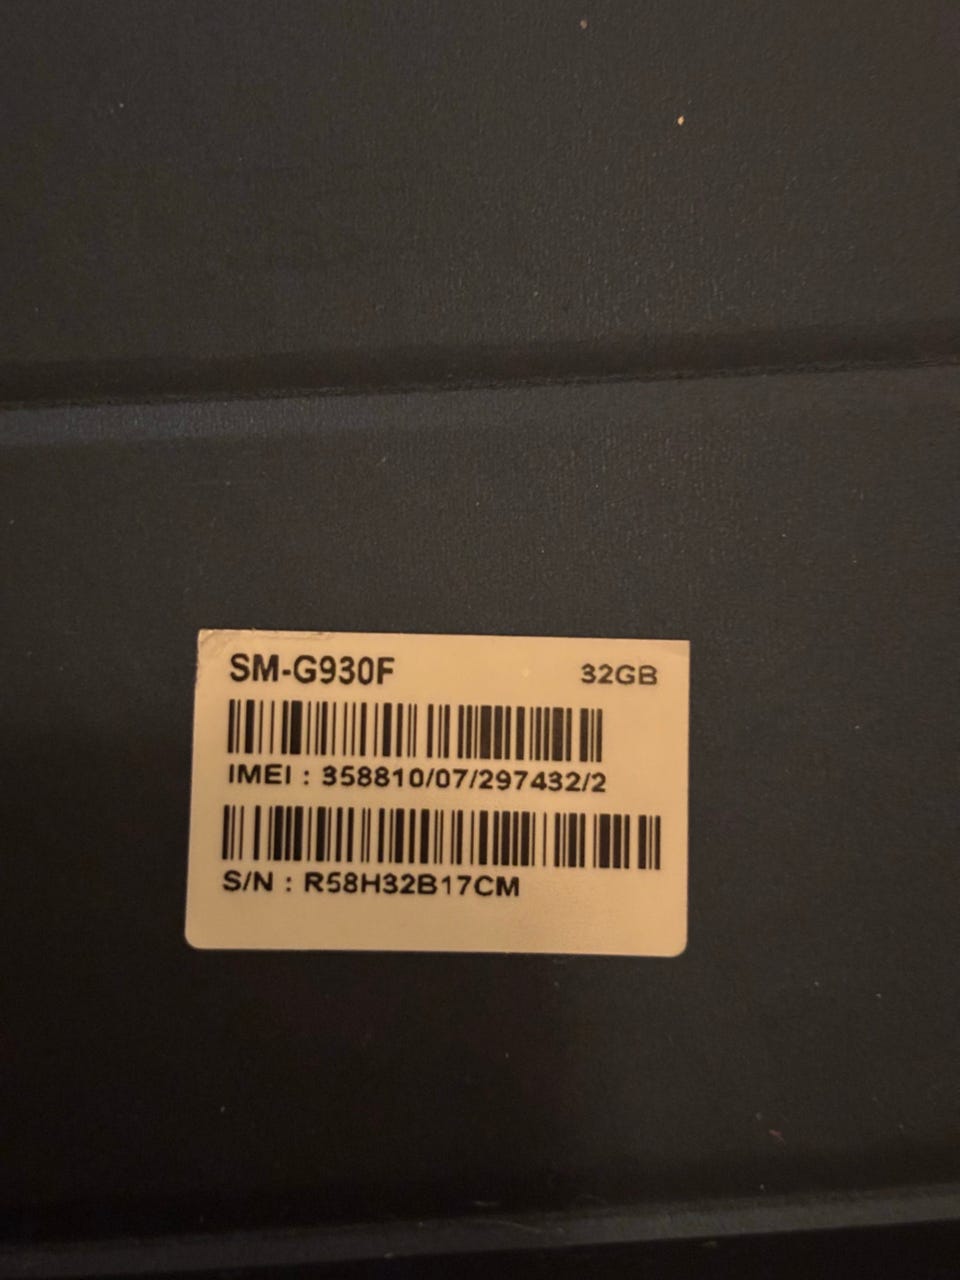 SM-G930F 32GB
IMEI : 358810/07/297432/2
S/N : R58H32B17CM